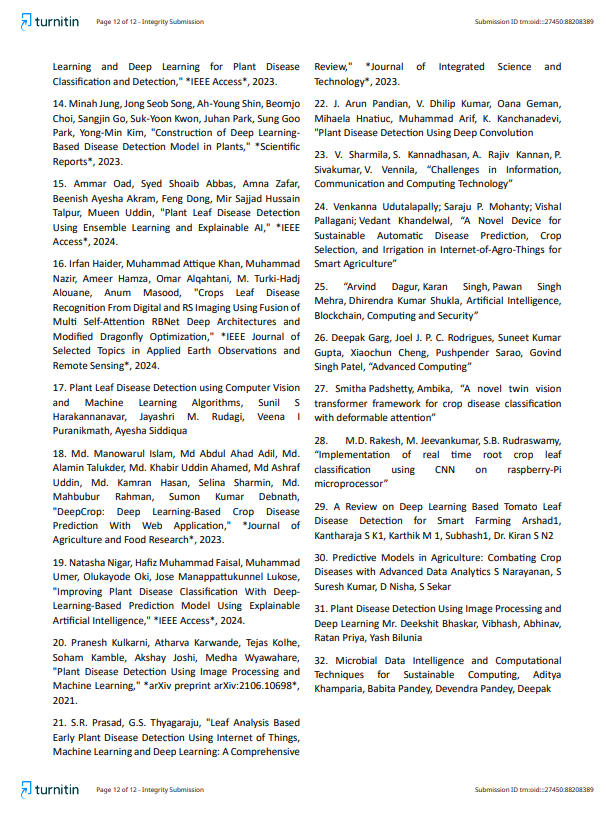 turnitin Page 12 of 12 - Integrity Submission Submission ID trn:oid:::27450:88208389
Learning and Deep Learning for Plant Disease
Classification and Detection," *IEEE Access*, 2023.
14. Minah Jung, Jong Seob Song, Ah-Young Shin, Beomjo
Choi, Sangjin Go, Suk-Yoon Kwon, Juhan Park, Sung Goo
Park, Yong-Min Kim, "Construction of Deep Learning-
Based Disease Detection Model in Plants," *Scientific
Reports*, 2023.
15. Ammar Oad, Syed Shoaib Abbas, Amna Zafar,
Beenish Ayesha Akram, Feng Dong, Mir Sajjad Hussain
Talpur, Mueen Uddin, "Plant Leaf Disease Detection
Using Ensemble Learning and Explainable AI," *IEEE
Access*, 2024.
16. Irfan Haider, Muhammad Attique Khan, Muhammad
Nazir, Ameer Hamza, Omar Alqahtani, M. Turki-Hadj
Alouane, Anum Masood, "Crops Leaf Disease
Recognition From Digital and RS Imaging Using Fusion of
Multi Self-Attention RBNet Deep Architectures and
Modified Dragonfly Optimization," *IEEE Journal of
Selected Topics in Applied Earth Observations and
Remote Sensing*, 2024.
17. Plant Leaf Disease Detection using Computer Vision
and Machine Learning Algorithms, Sunil S
Harakannanavar, Jayashri M. Rudagi, Veena I
Puranikmath, Ayesha Siddiqua
18. Md. Manowarul Islam, Md Abdul Ahad Adil, Md.
Alamin Talukder, Md. Khabir Uddin Ahamed, Md Ashraf
Uddin, Md. Kamran Hasan, Selina Sharmin, Md.
Mahbubur Rahman, Sumon Kumar Debnath,
"DeepCrop: Deep Learning-Based Crop Disease
Prediction With Web Application," *Journal of
Agriculture and Food Research*, 2023.
19. Natasha Nigar, Hafiz Muhammad Faisal, Muhammad
Umer, Olukayode Oki, Jose Manappattukunnel Lukose,
"Improving Plant Disease Classification With Deep-
Learning-Based Prediction Model Using Explainable
Artificial Intelligence," *IEEE Access*, 2024.
20. Pranesh Kulkarni, Atharva Karwande, Tejas Kolhe,
Soham Kamble, Akshay Joshi, Medha Wyawahare,
"Plant Disease Detection Using Image Processing and
Machine Learning," *arXiv preprint arXiv:2106.10698*,
2021.
21. S.R. Prasad, G.S. Thyagaraju, "Leaf Analysis Based
Early Plant Disease Detection Using Internet of Things,
Machine Learning and Deep Learning: A Comprehensive
Review," *Journal of Integrated Science and
Technology*, 2023.
22. J. Arun Pandian, V. Dhilip Kumar, Oana Geman,
Mihaela Hnatiuc, Muhammad Arif, K. Kanchanadevi,
"Plant Disease Detection Using Deep Convolution
23. V. Sharmila, S. Kannadhasan, A. Rajiv Kannan, P.
Sivakumar, V. Vennila, “Challenges in Information,
Communication and Computing Technology”
24. Venkanna Udutalapally; Saraju P. Mohanty; Vishal
Pallagani; Vedant Khandelwal, “A Novel Device for
Sustainable Automatic Disease Prediction, Crop
Selection, and Irrigation in Internet-of-Agro-Things for
Smart Agriculture”
25. “Arvind Dagur, Karan Singh, Pawan Singh
Mehra, Dhirendra Kumar Shukla, Artificial Intelligence,
Blockchain, Computing and Security”
26. Deepak Garg, Joel J. P. C. Rodrigues, Suneet Kumar
Gupta, Xiaochun Cheng, Pushpender Sarao, Govind
Singh Patel, “Advanced Computing”
27. Smitha Padshetty, Ambika, “A novel twin vision
transformer framework for crop disease classification
with deformable attention”
28. M.D. Rakesh, M. Jeevankumar, S.B. Rudraswamy,
“Implementation of real time root crop leaf
classification using CNN on raspberry-Pi
microprocessor”
29. A Review on Deep Learning Based Tomato Leaf
Disease Detection for Smart Farming Arshad1,
Kantharaja S K1, Karthik M 1, Subhash1, Dr. Kiran S N2
30. Predictive Models in Agriculture: Combating Crop
Diseases with Advanced Data Analytics S Narayanan, S
Suresh Kumar, D Nisha, S Sekar
31. Plant Disease Detection Using Image Processing and
Deep Learning Mr. Deekshit Bhaskar, Vibhash, Abhinav,
Ratan Priya, Yash Bilunia
32. Microbial Data Intelligence and Computational
Techniques for Sustainable Computing, Aditya
Khamparia, Babita Pandey, Devendra Pandey, Deepak
turnitin Page 12 of 12 - Integrity Submission Submission ID trn:oid:::27450:88208389